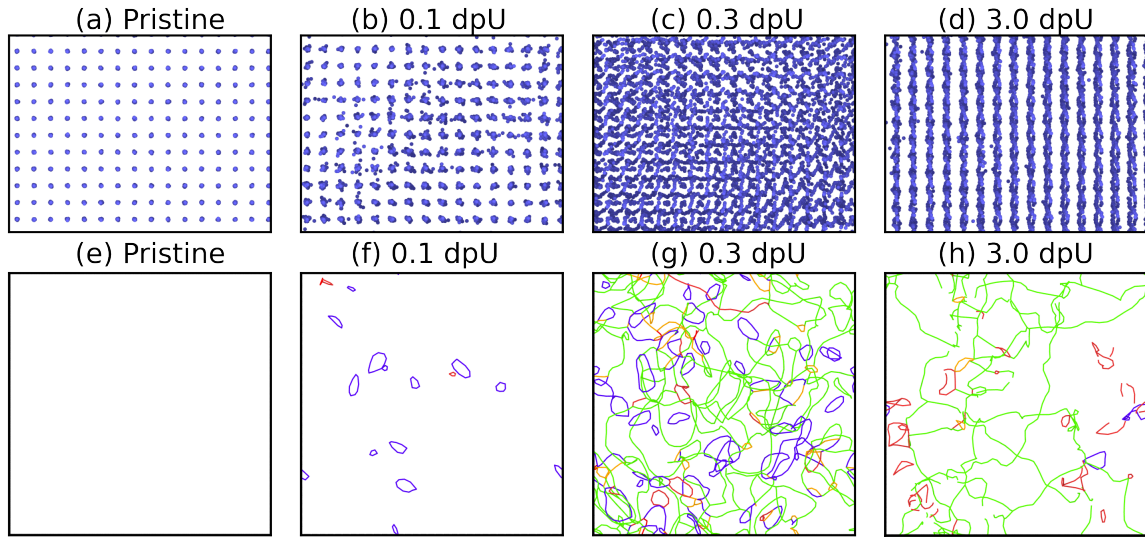 (a) Pristine
(b) 0.1 dpU
(c) 0.3 dpU
(d) 3.0 dpU
(e) Pristine
(f) 0.1 dpU
(g) 0.3 dpU
(h) 3.0 dpU